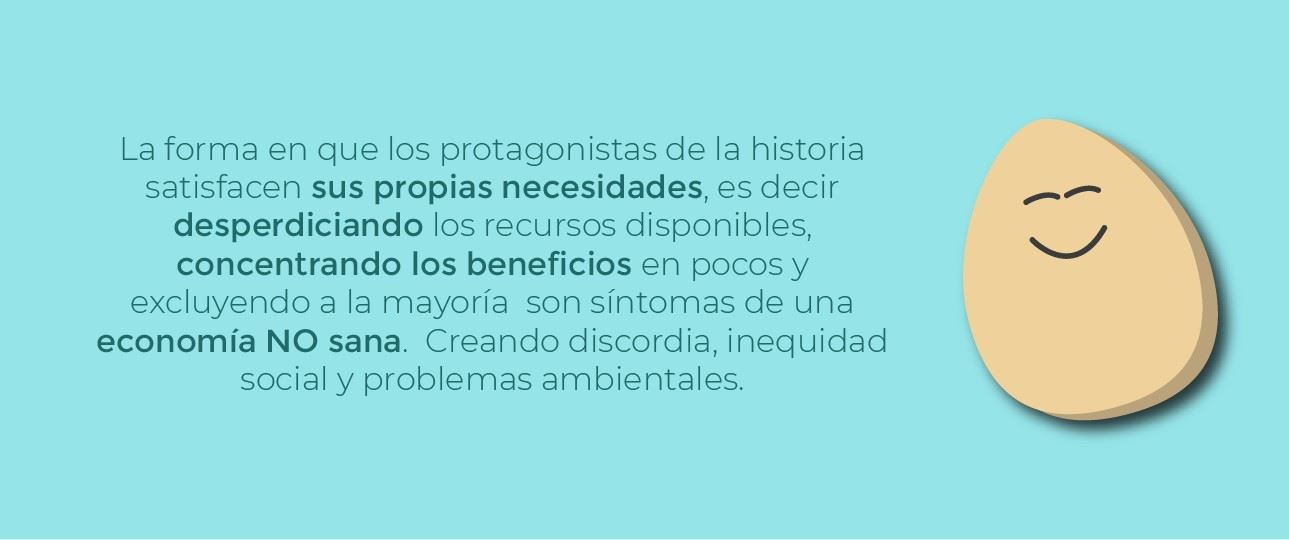 La forma en que los protagonistas de la historia
satisfacen sus propias necesidades, es decir
desperdiciando los recursos disponibles,
concentrando los beneficios en pocos y
excluyendo a la mayoría  son síntomas de una
economía NO sana.  Creando discordia, inequidad
social y problemas ambientales.